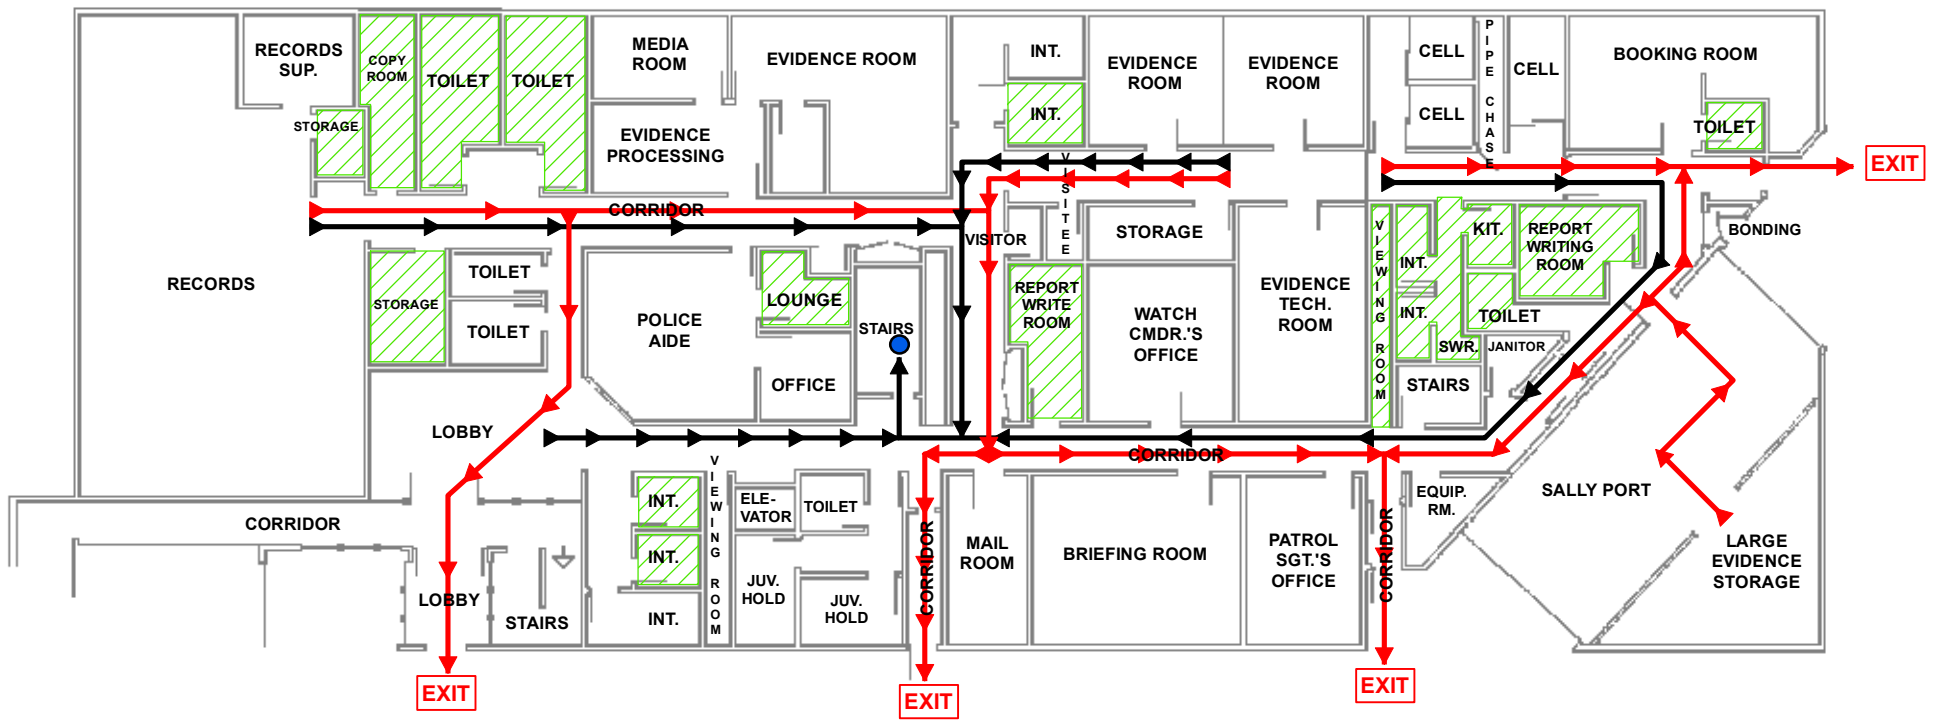 RECORDS
SUP.
COPY
ROOM
TOILET
TOILET
MEDIA
ROOM
EVIDENCE ROOM
INT.
EVIDENCE
ROOM
EVIDENCE
ROOM
CELL
PIPE CHASE
CELL
BOOKING ROOM
STORAGE
EVIDENCE
PROCESSING
INT.
CELL
TOILET
EXIT
VISITEE
CORRIDOR
VISITOR
STORAGE
VIEWING ROOM
KIT.
REPORT
WRITING
ROOM
BONDING
RECORDS
TOILET
STORAGE
TOILET
POLICE
AIDE
LOUNGE
STAIRS
REPORT
WRITE
ROOM
WATCH
CMDR.'S
OFFICE
EVIDENCE
TECH.
ROOM
INT.
INT.
TOILET
SWR.
JANITOR
OFFICE
STAIRS
LOBBY
CORRIDOR
VIEWING ROOM
INT.
ELE-
VATOR
TOILET
EQUIP.
RM.
SALLY PORT
CORRIDOR
INT.
CORRIDOR
MAIL
ROOM
BRIEFING ROOM
PATROL
SGT.'S
OFFICE
CORRIDOR
LARGE
EVIDENCE
STORAGE
LOBBY
STAIRS
INT.
JUV.
HOLD
JUV.
HOLD
EXIT
EXIT
EXIT